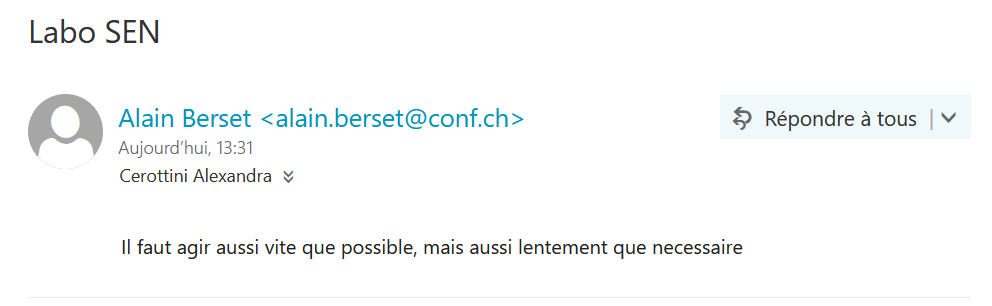 Labo SEN
Alain Berset <alain.berset@conf.ch>
Répondre à tous
Aujourd'hui, 13:31
Cerottini Alexandra
Il faut agir aussi vite que possible, mais aussi lentement que necessaire